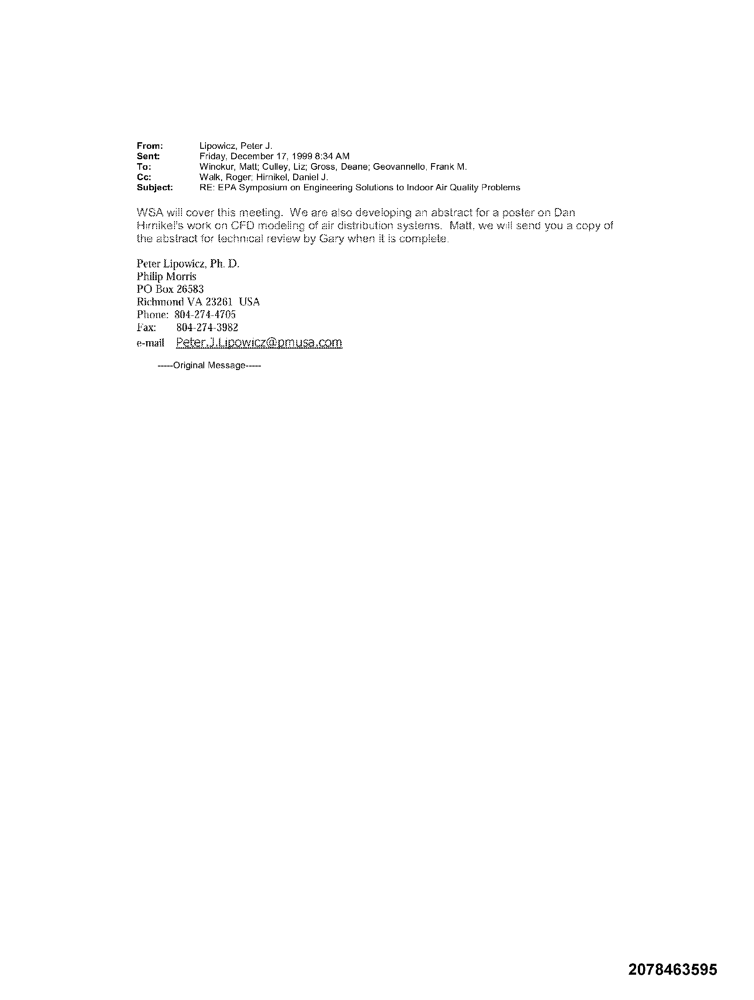 From: Lipowicz, Peter J.
Sent: Friday, December 17, 1999 8:34 AM
To: Winokur, Matt; Culley, Liz; Gross, Deane; Geovannello, Frank M.
Cc: Walk, Roger; Hirnikel, Daniel J.
Subject: RE: EPA Symposium on Engineering Solutions to Indoor Air Quality Problems
WSA will cover this meeting. We are also developing an abstract for a poster on Dan
Hirnikel's work on CFD modeling of air distribution systems. Matt, we will send you a copy of
the abstract for technical review by Gary when it is complete.
Peter Lipowicz, Ph. D.
Philip Morris
PO Box 26583
Richmond VA 23261 USA
Phone: 804-274-4705
Fax: 804-274-3982
e-mail Peter.J.Lipowicz@pmusa.com
-----Original Message-----
2078463595